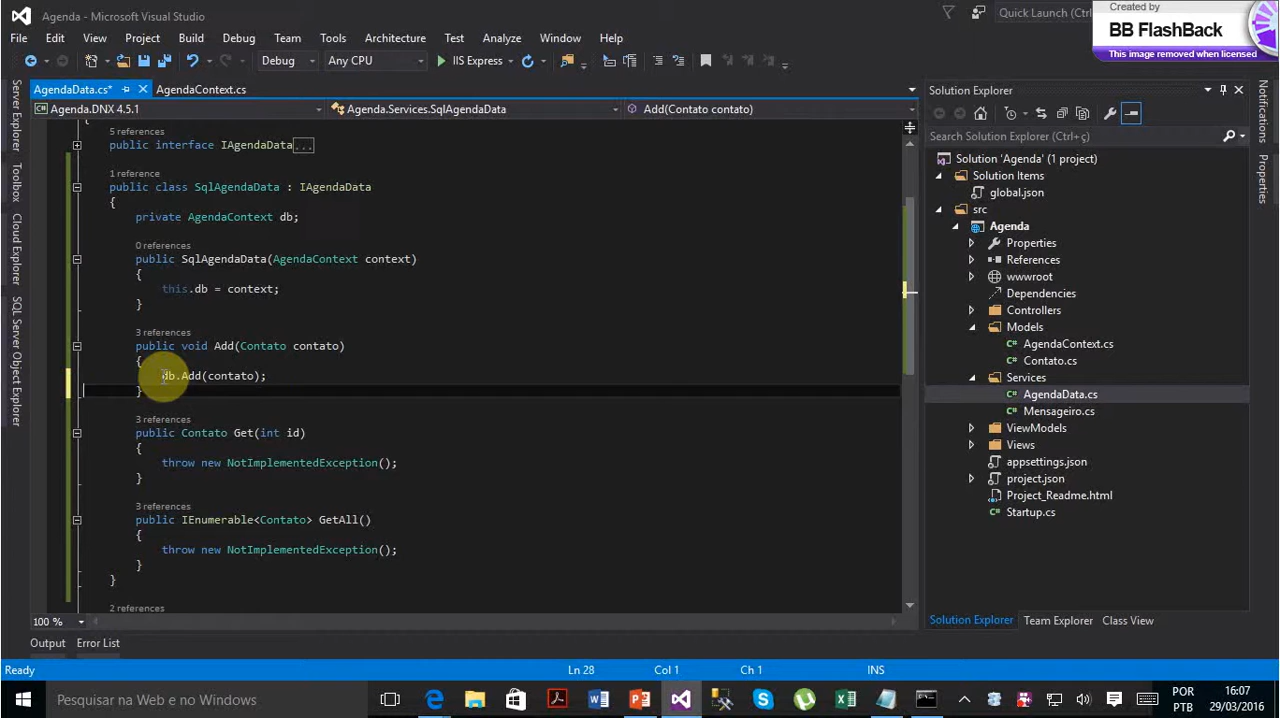 Agenda - Microsoft Visual Studio
Quick Launch (Ctrl
Created by
BB FlashBack
This image removed when licensed
File Edit View Project Build Debug Team Tools Architecture Test Analyze Window Help
Debug Any CPU IIS Express
AgendaData.cs* AgendaContext.cs
Agenda.DNX 4.5.1 Agenda.Services.SqlAgendaData Add(Contato contato)
Server Explorer
Toolbox
Cloud Explorer
SQL Server Object Explorer
{
5 references
public interface IAgendaData...
1 reference
public class SqlAgendaData : IAgendaData
{
private AgendaContext db;
0 references
public SqlAgendaData(AgendaContext context)
{
this.db = context;
}
3 references
public void Add(Contato contato)
{
db.Add(contato);
}
3 references
public Contato Get(int id)
{
throw new NotImplementedException();
}
3 references
public IEnumerable<Contato> GetAll()
{
throw new NotImplementedException();
}
}
2 references
100 %
Solution Explorer
Search Solution Explorer (Ctrl+ç)
Solution 'Agenda' (1 project)
Solution Items
global.json
src
Agenda
Properties
References
wwwroot
Dependencies
Controllers
Models
AgendaContext.cs
Contato.cs
Services
AgendaData.cs
Mensageiro.cs
ViewModels
Views
appsettings.json
project.json
Project_Readme.html
Startup.cs
Solution Explorer Team Explorer Class View
Notifications
Properties
Output Error List
Ready Ln 28 Col 1 Ch 1 INS
Pesquisar na Web e no Windows
POR
PTB
16:07
29/03/2016